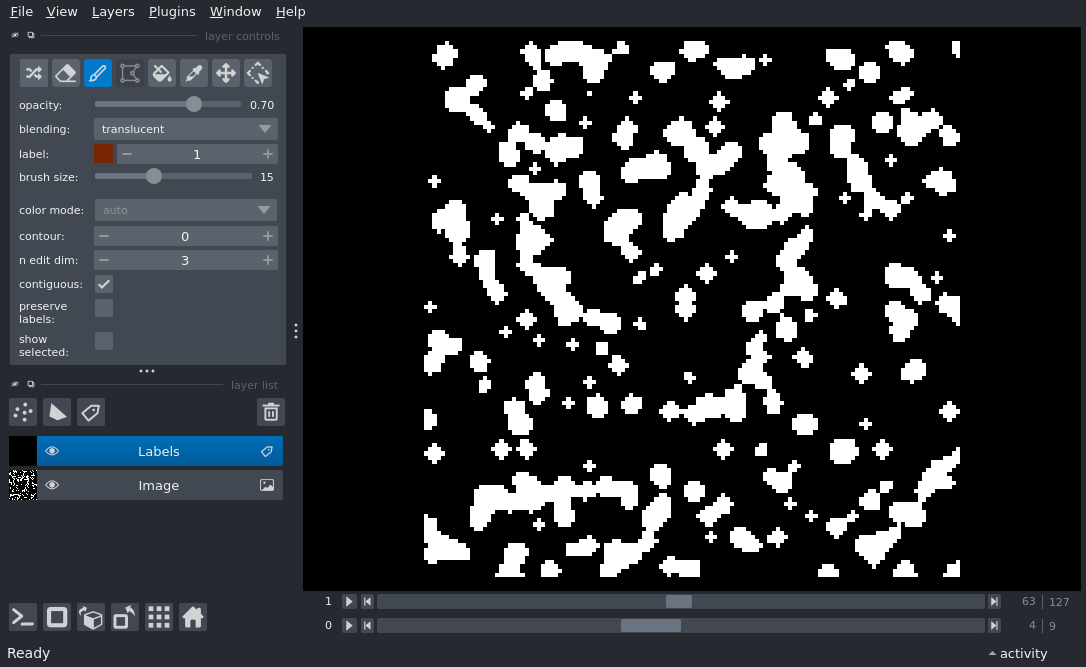 File View Layers Plugins Window Help
layer controls
opacity: 0.70
blending: translucent
label: 1
brush size: 15
color mode: auto
contour: 0
n edit dim: 3
contiguous:
preserve
labels:
show
selected:
layer list
Labels
Image
1 63 127
0 4 9
Ready activity